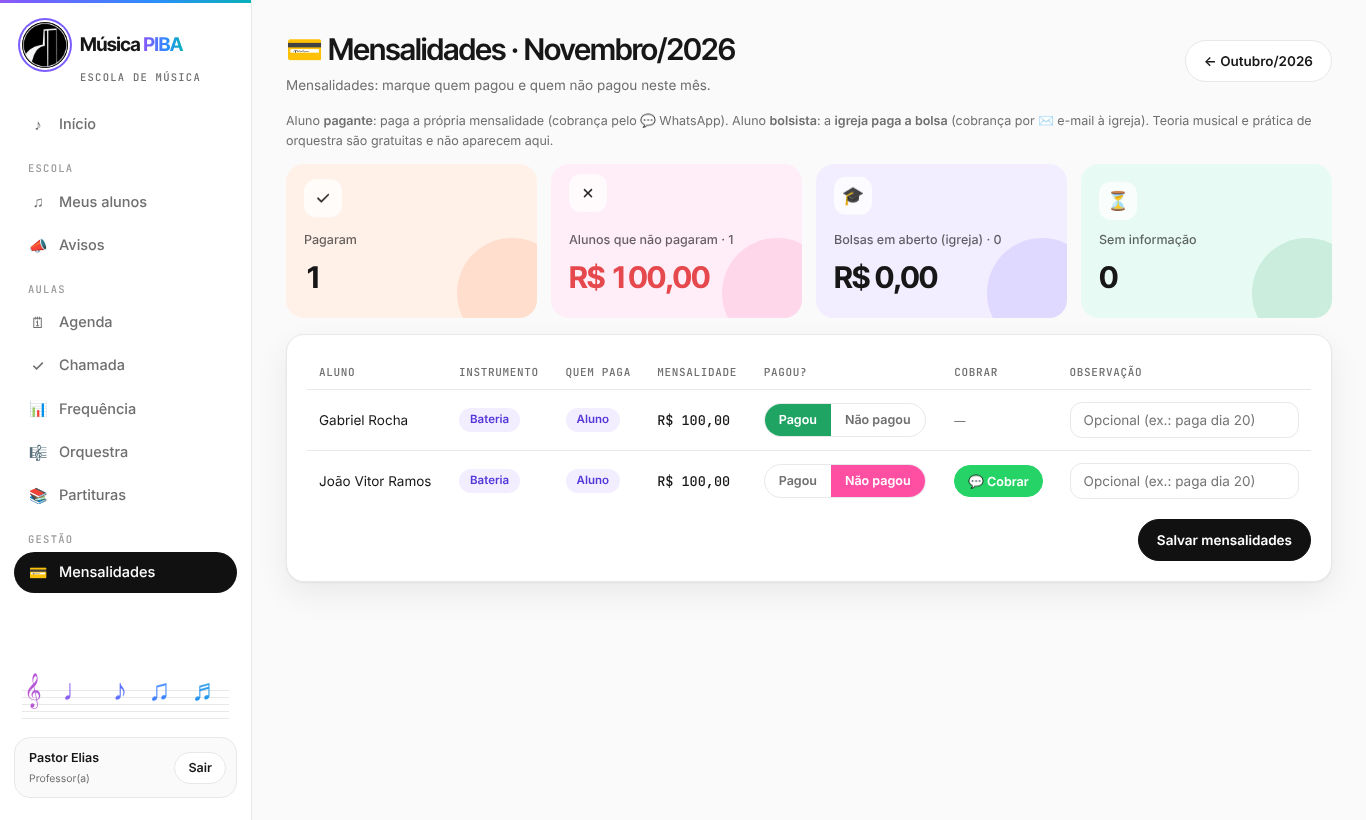 Música PIBA
ESCOLA DE MÚSICA
Início
ESCOLA
Meus alunos
Avisos
AULAS
Agenda
Chamada
Frequência
Orquestra
Partituras
GESTÃO
Mensalidades
Pastor Elias
Professor(a)
Sair
Mensalidades · Novembro/2026
Mensalidades: marque quem pagou e quem não pagou neste mês.
← Outubro/2026
Aluno pagante: paga a própria mensalidade (cobrança pelo 💬 WhatsApp). Aluno bolsista: a igreja paga a bolsa (cobrança por ✉️ e-mail à igreja). Teoria musical e prática de
orquestra são gratuitas e não aparecem aqui.
Pagaram
1
Alunos que não pagaram · 1
R$ 100,00
Bolsas em aberto (igreja) · 0
R$ 0,00
Sem informação
0
ALUNO INSTRUMENTO QUEM PAGA MENSALIDADE PAGOU? COBRAR OBSERVAÇÃO
Gabriel Rocha Bateria Aluno R$ 100,00 Pagou Não pagou — Opcional (ex.: paga dia 20)
João Vitor Ramos Bateria Aluno R$ 100,00 Pagou Não pagou 💬 Cobrar Opcional (ex.: paga dia 20)
Salvar mensalidades